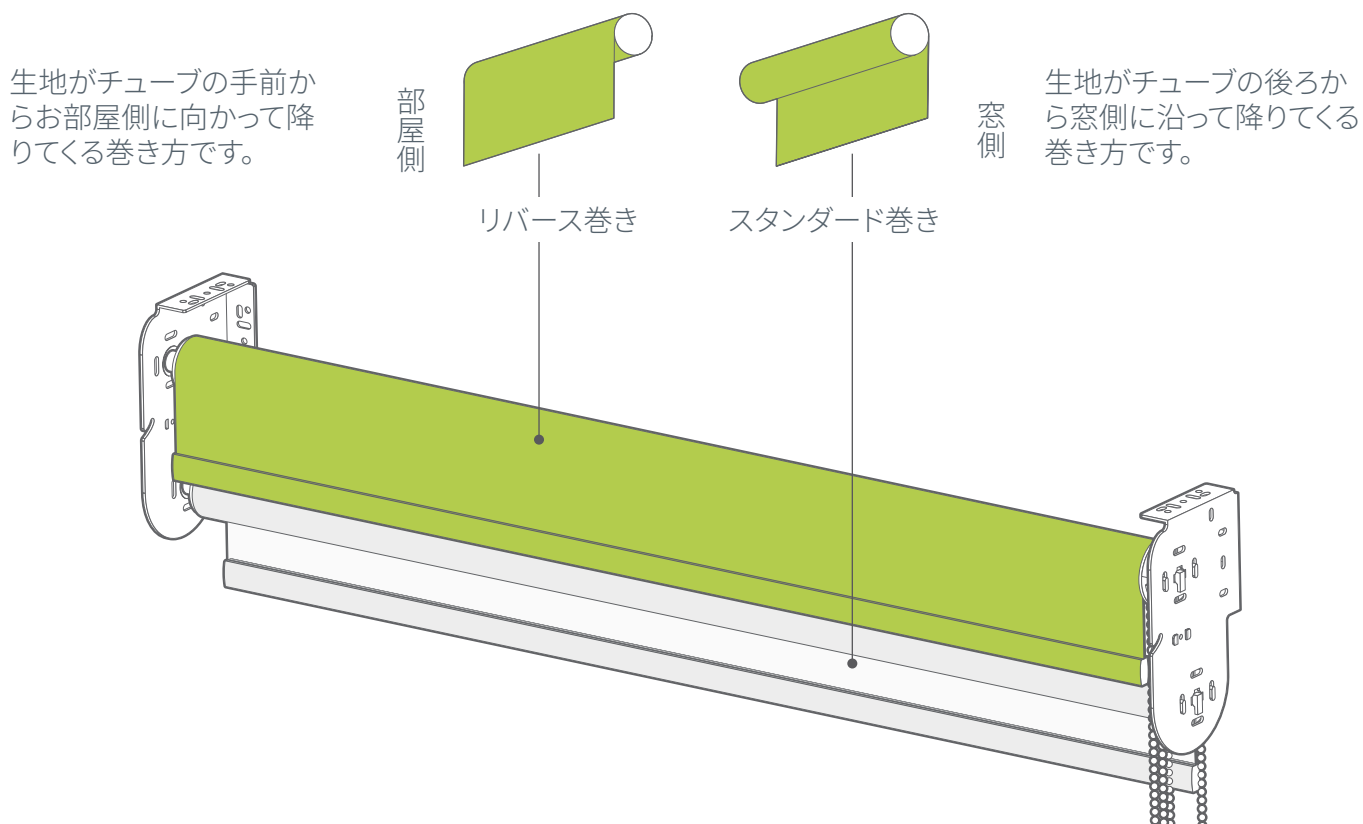 生地がチューブの手前か
らお部屋側に向かって降
りてくる巻き方です。
部屋側
リバース巻き
スタンダード巻き
窓側
生地がチューブの後ろか
ら窓側に沿って降りてくる
巻き方です。